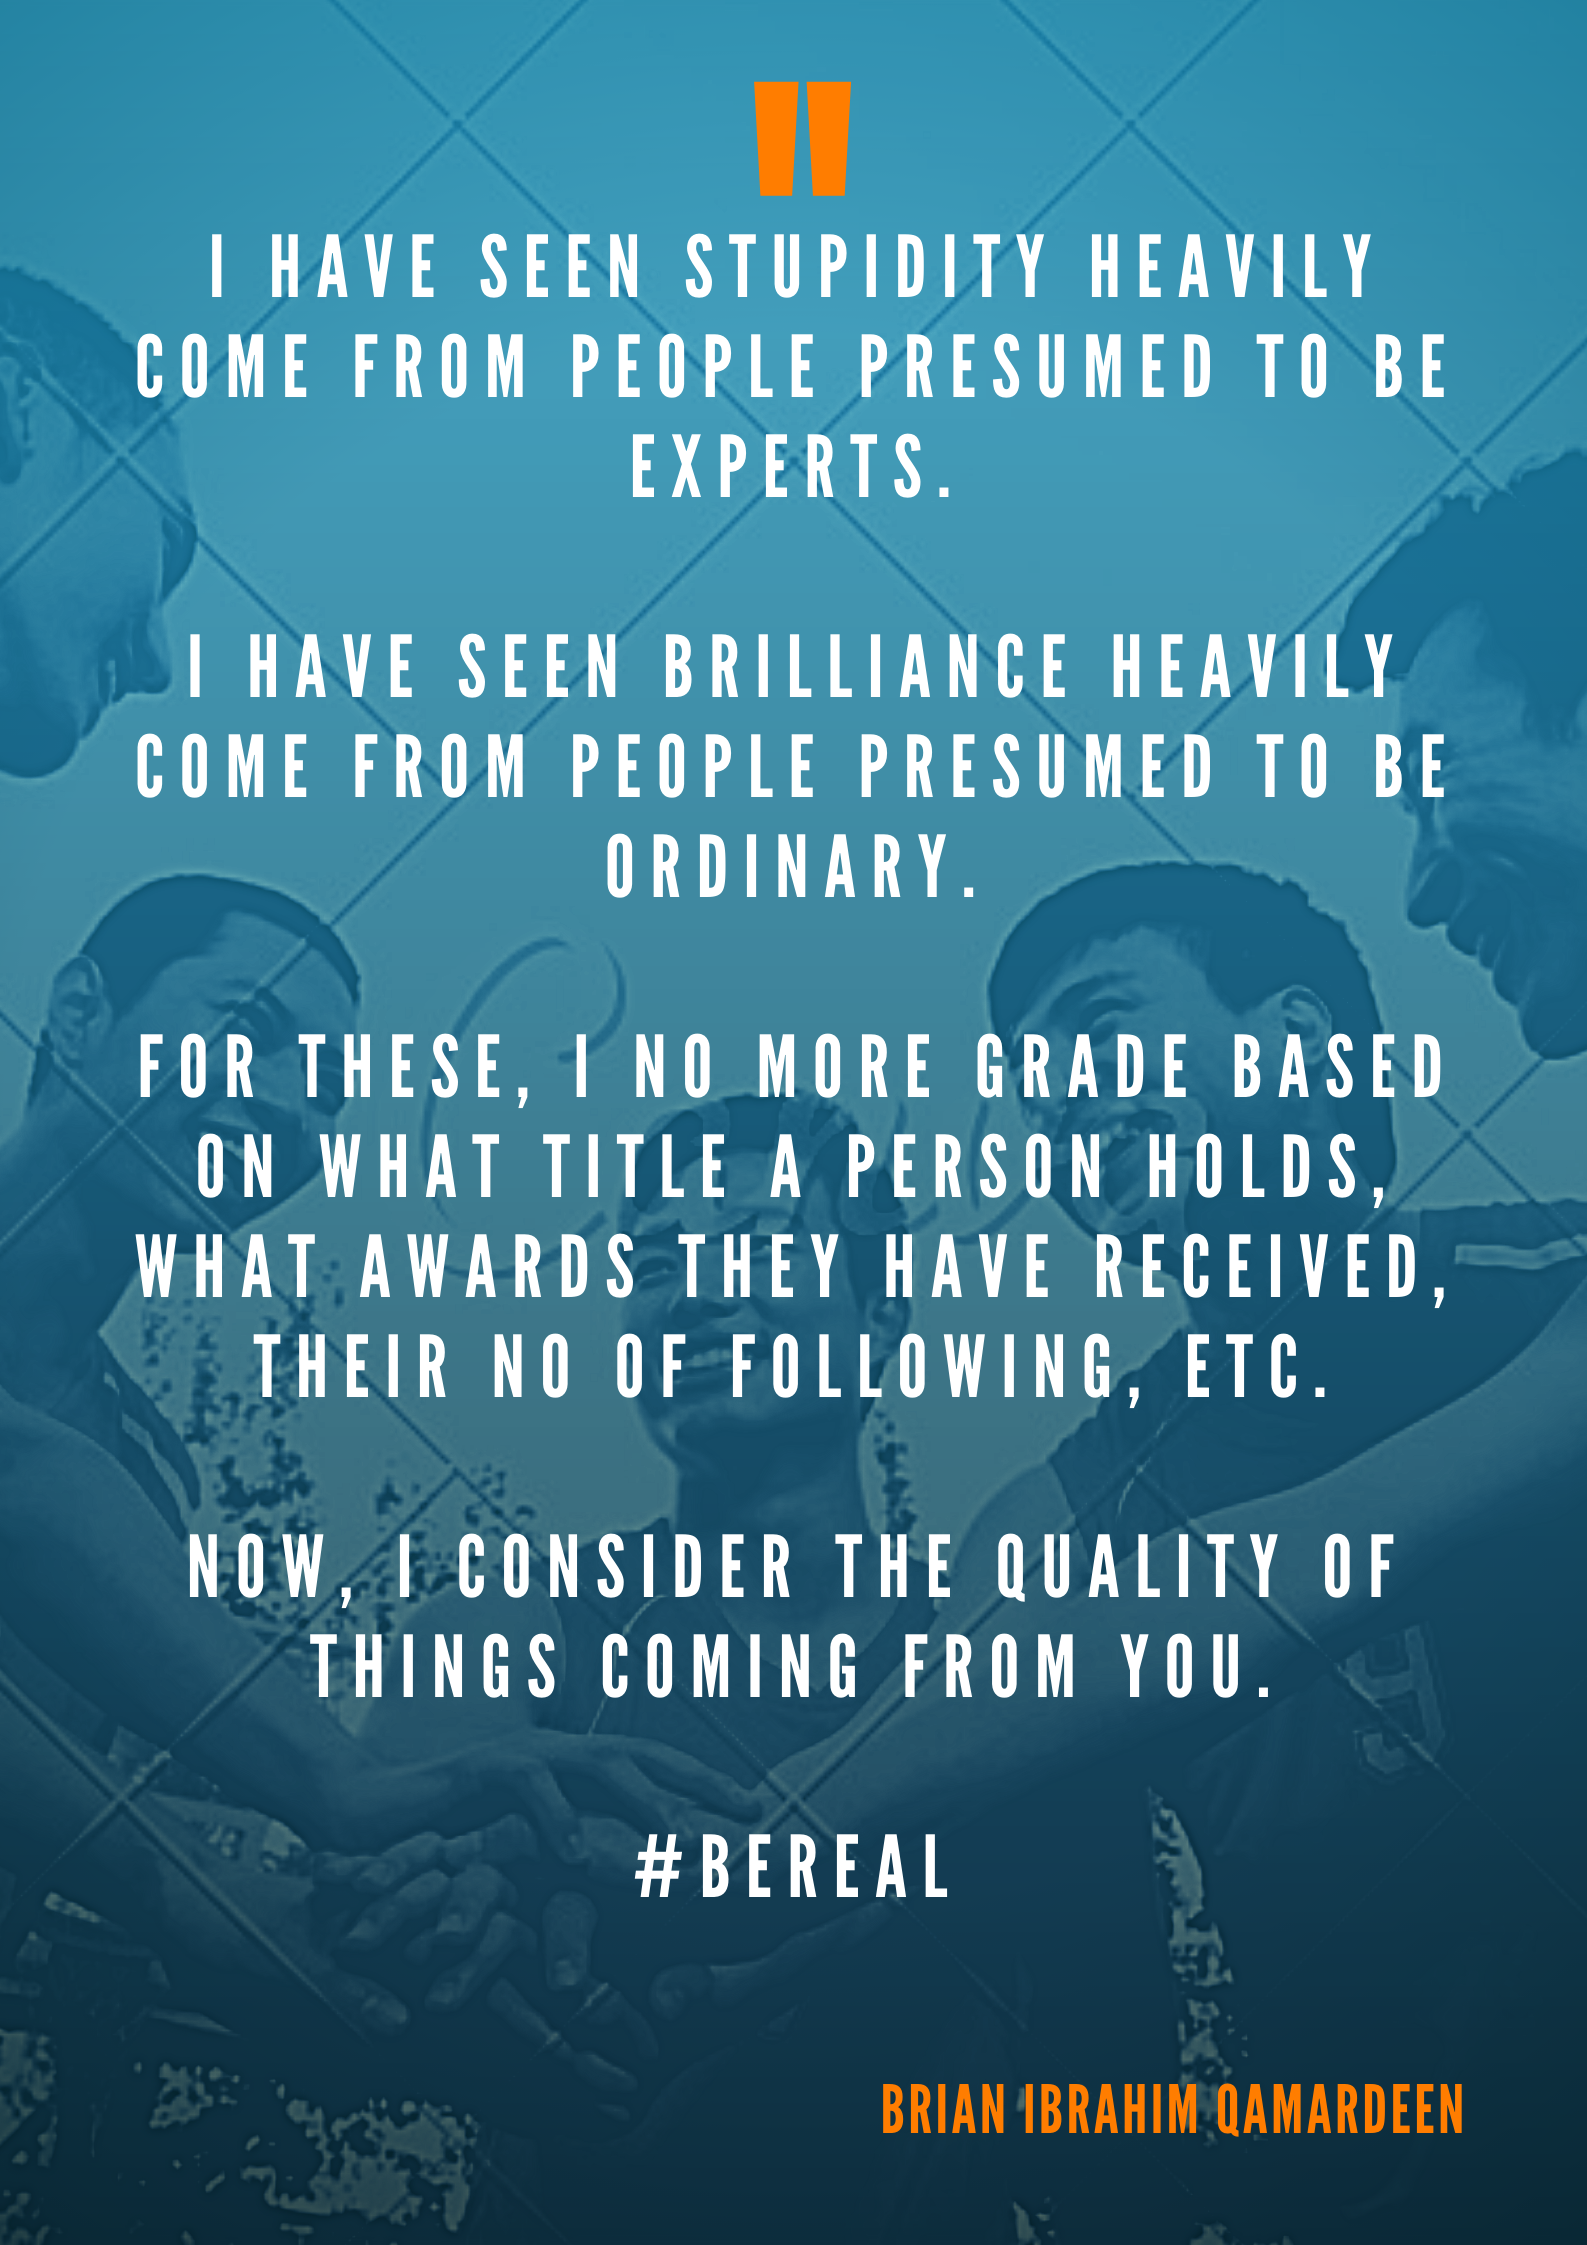 "
I HAVE SEEN STUPIDITY HEAVILY
COME FROM PEOPLE PRESUMED TO BE
EXPERTS.
I HAVE SEEN BRILLIANCE HEAVILY
COME FROM PEOPLE PRESUMED TO BE
ORDINARY.
FOR THESE, I NO MORE GRADE BASED
ON WHAT TITLE A PERSON HOLDS,
WHAT AWARDS THEY HAVE RECEIVED,
THEIR NO OF FOLLOWING, ETC.
NOW, I CONSIDER THE QUALITY OF
THINGS COMING FROM YOU.
#BEREAL
BRIAN IBRAHIM QAMARDEEN